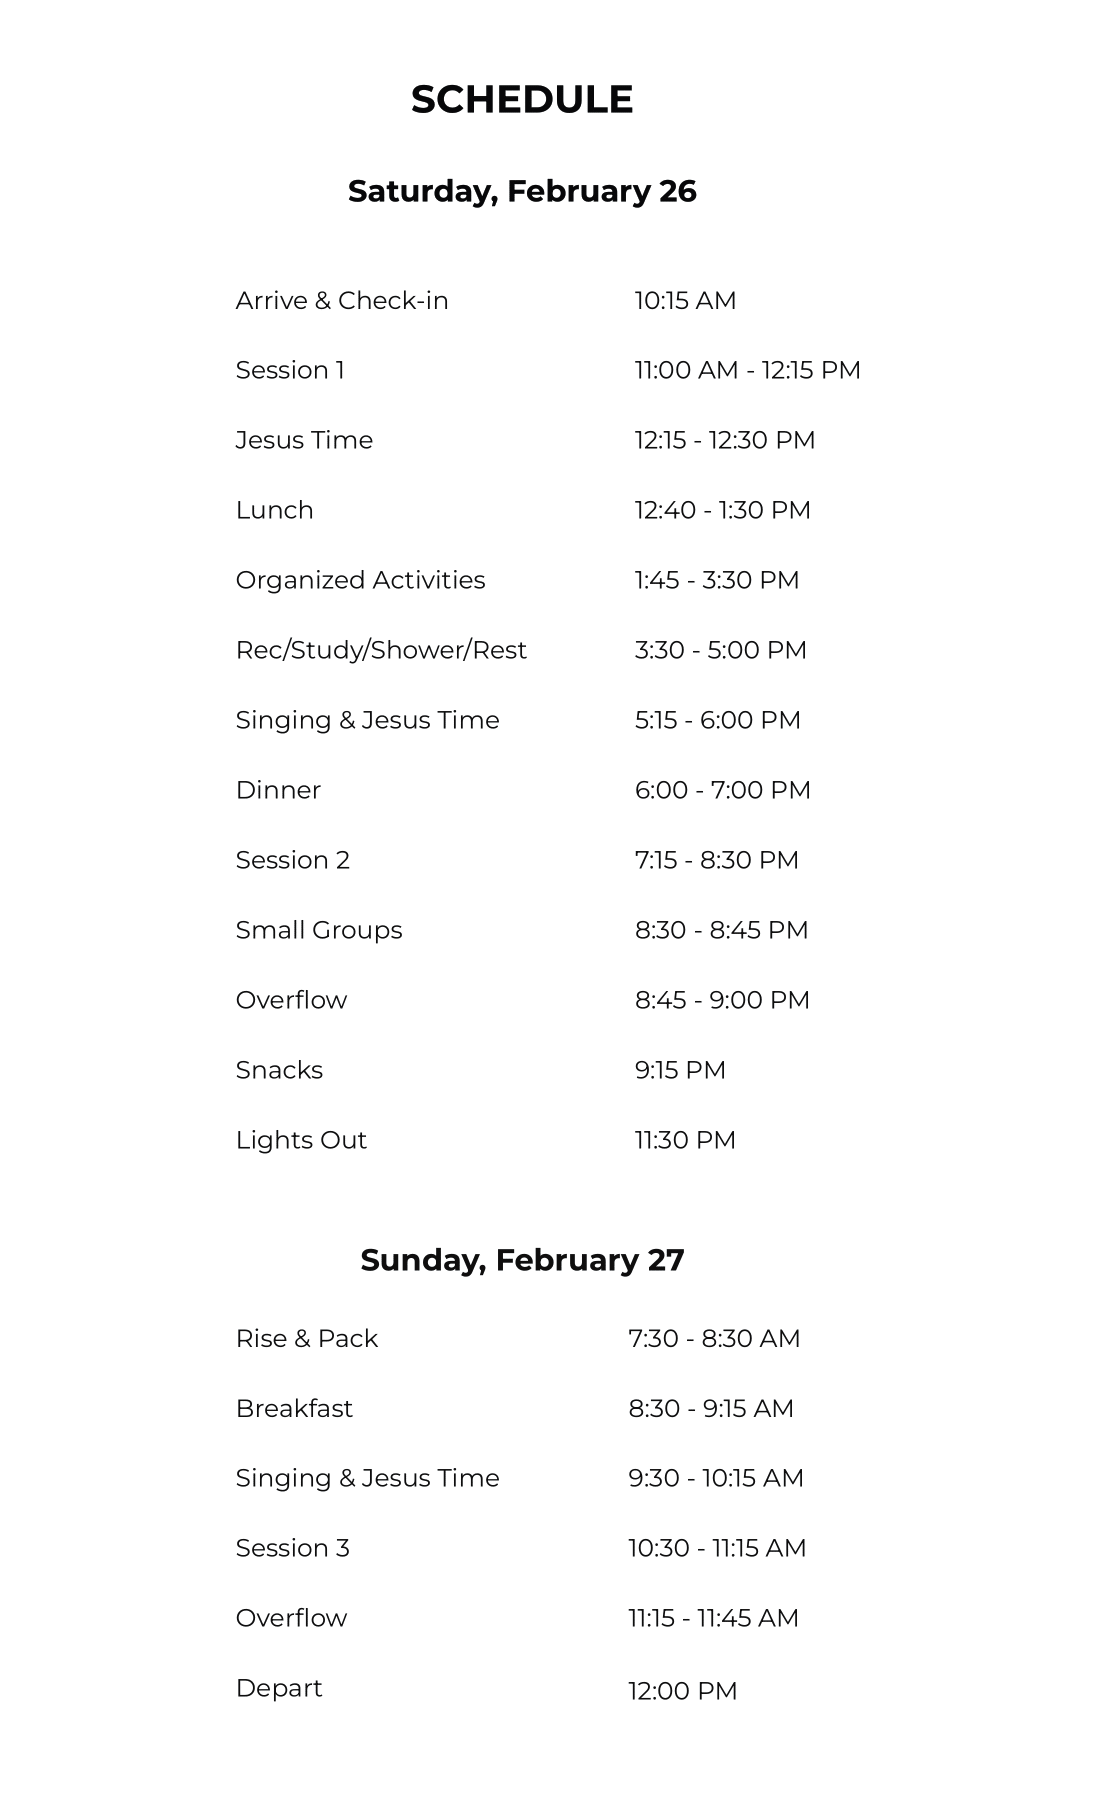 SCHEDULE
Saturday, February 26
Arrive & Check-in 10:15 AM
Session 1 11:00 AM - 12:15 PM
Jesus Time 12:15 - 12:30 PM
Lunch 12:40 - 1:30 PM
Organized Activities 1:45 - 3:30 PM
Rec/Study/Shower/Rest 3:30 - 5:00 PM
Singing & Jesus Time 5:15 - 6:00 PM
Dinner 6:00 - 7:00 PM
Session 2 7:15 - 8:30 PM
Small Groups 8:30 - 8:45 PM
Overflow 8:45 - 9:00 PM
Snacks 9:15 PM
Lights Out 11:30 PM
Sunday, February 27
Rise & Pack 7:30 - 8:30 AM
Breakfast 8:30 - 9:15 AM
Singing & Jesus Time 9:30 - 10:15 AM
Session 3 10:30 - 11:15 AM
Overflow 11:15 - 11:45 AM
Depart 12:00 PM